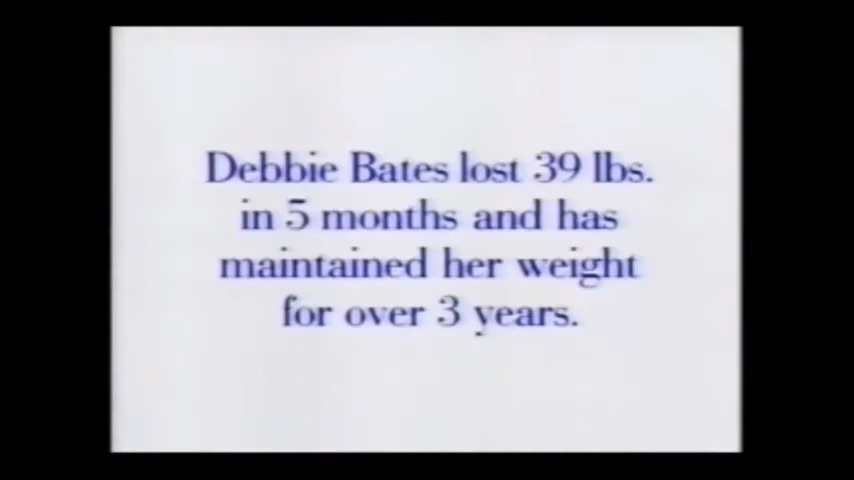 Debbie Bates lost 39 lbs.
in 5 months and has
maintained her weight
for over 3 years.